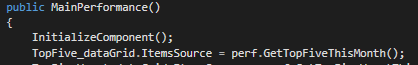 public MainPerformance()
{
InitializeComponent();
TopFive_dataGrid.ItemsSource = perf.GetTopFiveThisMonth();